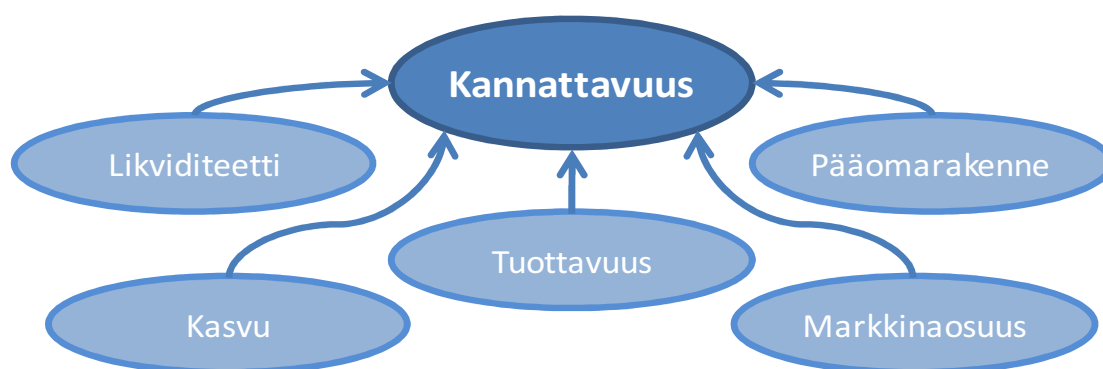 Kannattavuus
Likviditeetti
Pääomarakenne
Tuottavuus
Kasvu
Markkinaosuus